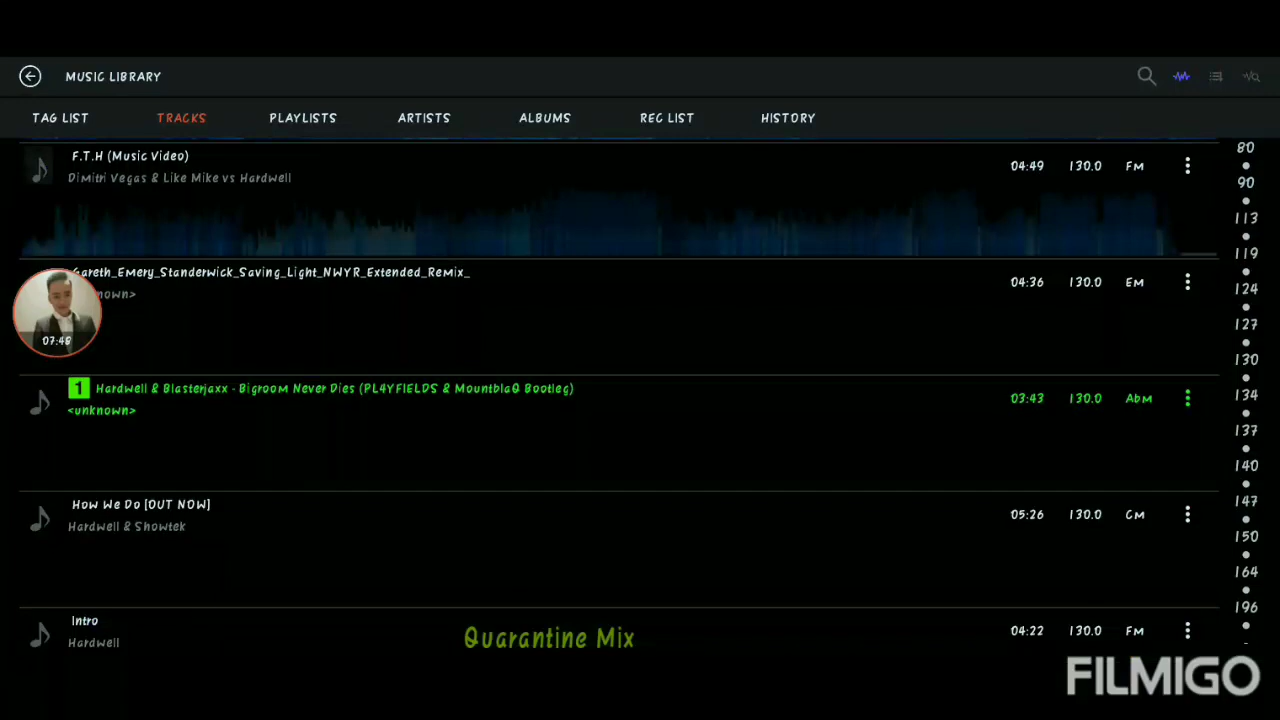 MUSIC LIBRARY
TAG LIST TRACKS PLAYLISTS ARTISTS ALBUMS REC LIST HISTORY
F.T.H (Music Video)
Dimitri Vegas & Like Mike vs Hardwell
04:49 130.0 FM
Gareth_Emery_Standerwick_Saving_Light_NWYR_Extended_Remix_
04:36 130.0 EM
07:48
1 Hardwell & Blasterjaxx - Bigroom Never Dies (PL4YFIELDS & MountblaQ Bootleg)
<unknown>
03:43 130.0 AbM
How We Do [OUT NOW]
Hardwell & Showtek
05:26 130.0 CM
Intro
Hardwell
04:22 130.0 FM
Quarantine Mix
80
90
113
119
124
127
130
134
137
140
147
150
164
196
FILMIGO